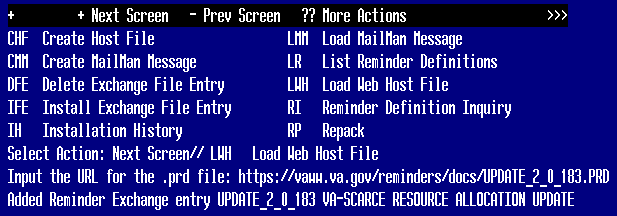 + + Next Screen - Prev Screen ?? More Actions >>>
CHF Create Host File LMM Load MailMan Message
CMM Create MailMan Message LR List Reminder Definitions
DFE Delete Exchange File Entry LWH Load Web Host File
IFE Install Exchange File Entry RI Reminder Definition Inquiry
IH Installation History RP Repack
Select Action: Next Screen// LWH Load Web Host File
Input the URL for the .prd file: https://vaww.va.gov/reminders/docs/UPDATE_2_0_183.PRD
Added Reminder Exchange entry UPDATE_2_0_183 VA-SCARCE RESOURCE ALLOCATION UPDATE